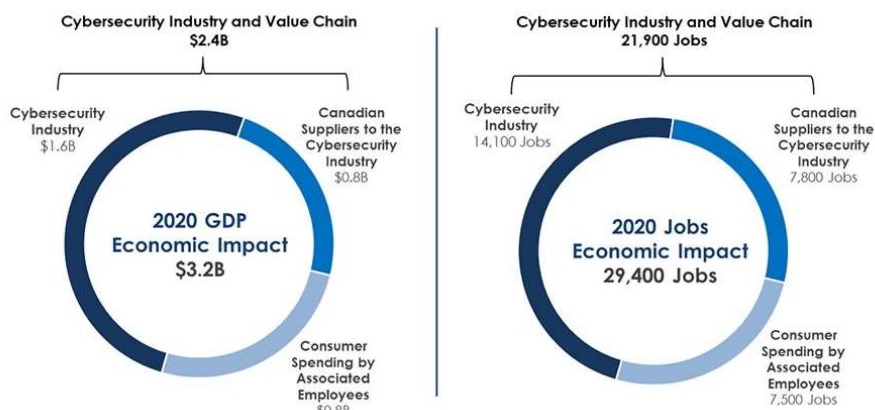 Cybersecurity Industry and Value Chain
$2.4B
Cybersecurity
Industry
$1.6B
Canadian
Suppliers to the
Cybersecurity
Industry
$0.8B
2020 GDP
Economic Impact
$3.2B
Consumer
Spending by
Associated
Employees
$0.8B
Cybersecurity Industry and Value Chain
21,900 Jobs
Cybersecurity
Industry
14,100 Jobs
Canadian
Suppliers to the
Cybersecurity
Industry
7,800 Jobs
2020 Jobs
Economic Impact
29,400 Jobs
Consumer
Spending by
Associated
Employees
7,500 Jobs